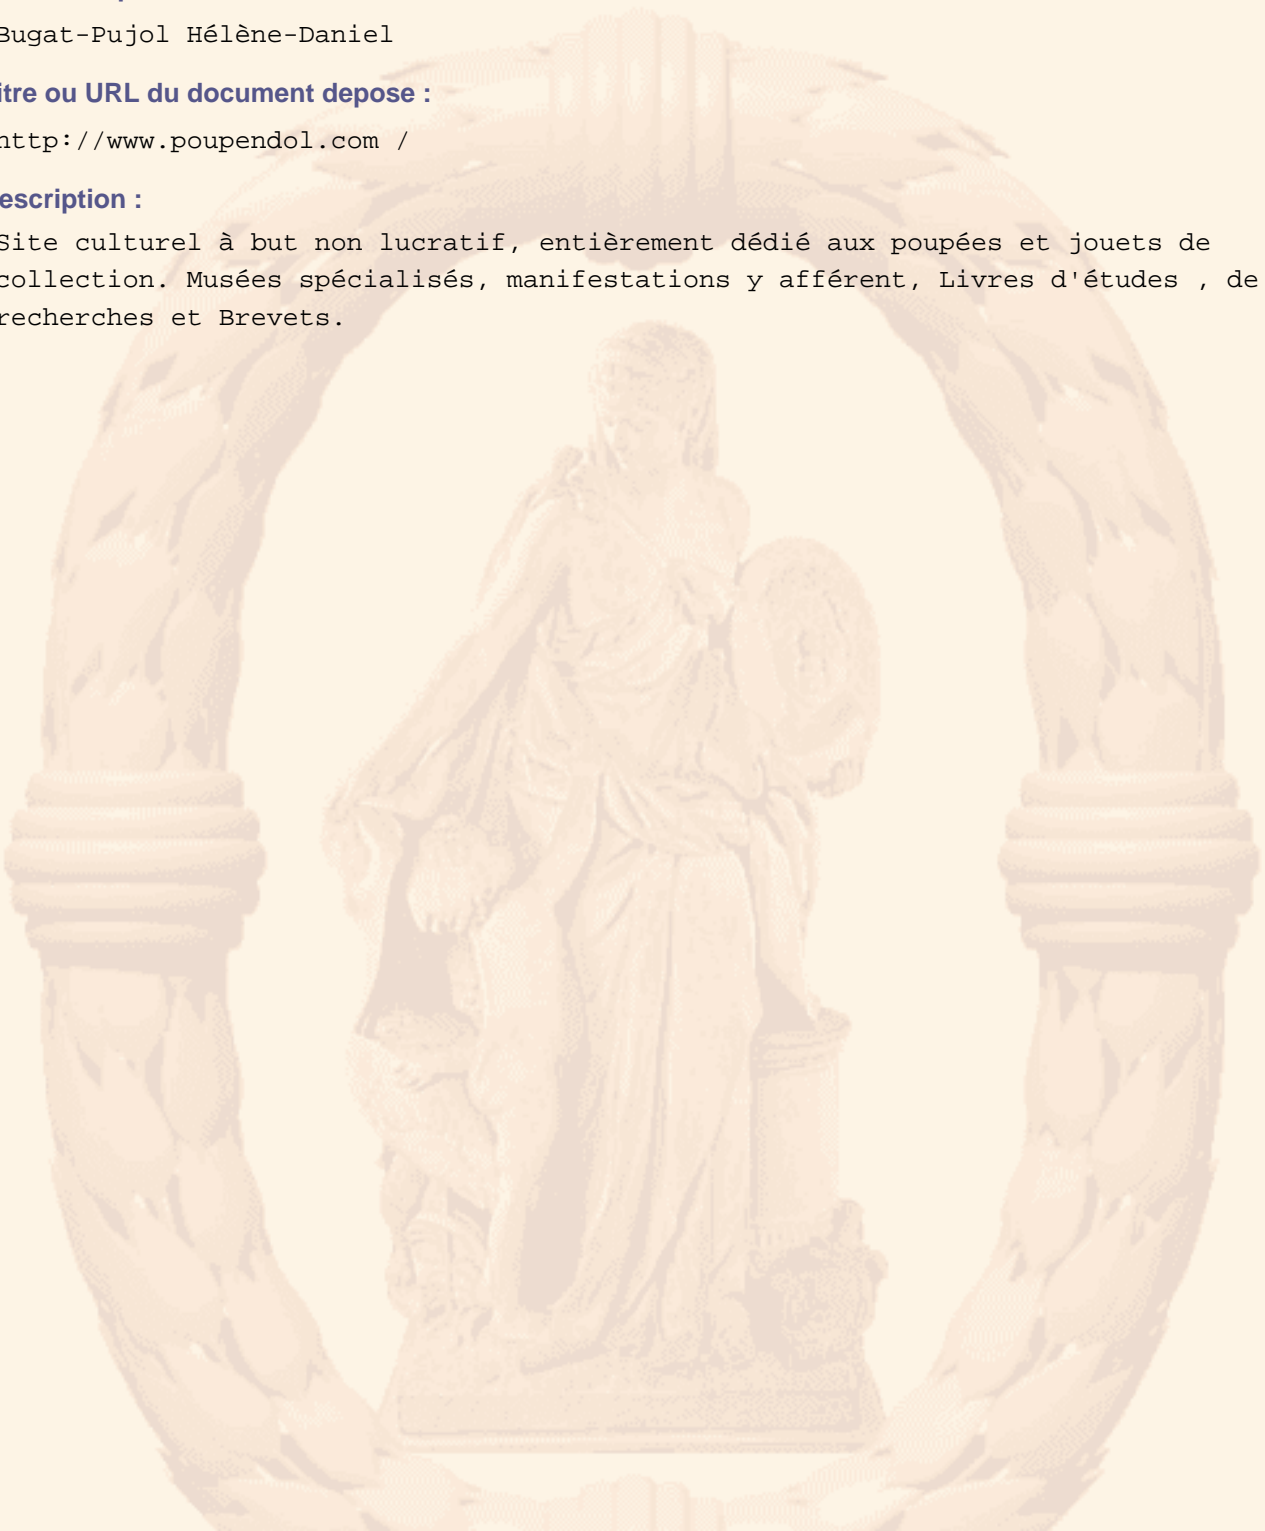 Bugat-Pujol Hélène-Daniel
itre ou URL du document depose :
http://www.poupendol.com /
escription :
Site culturel à but non lucratif, entièrement dédié aux poupées et jouets de
collection. Musées spécialisés, manifestations y afférent, Livres d'études , de
recherches et Brevets.